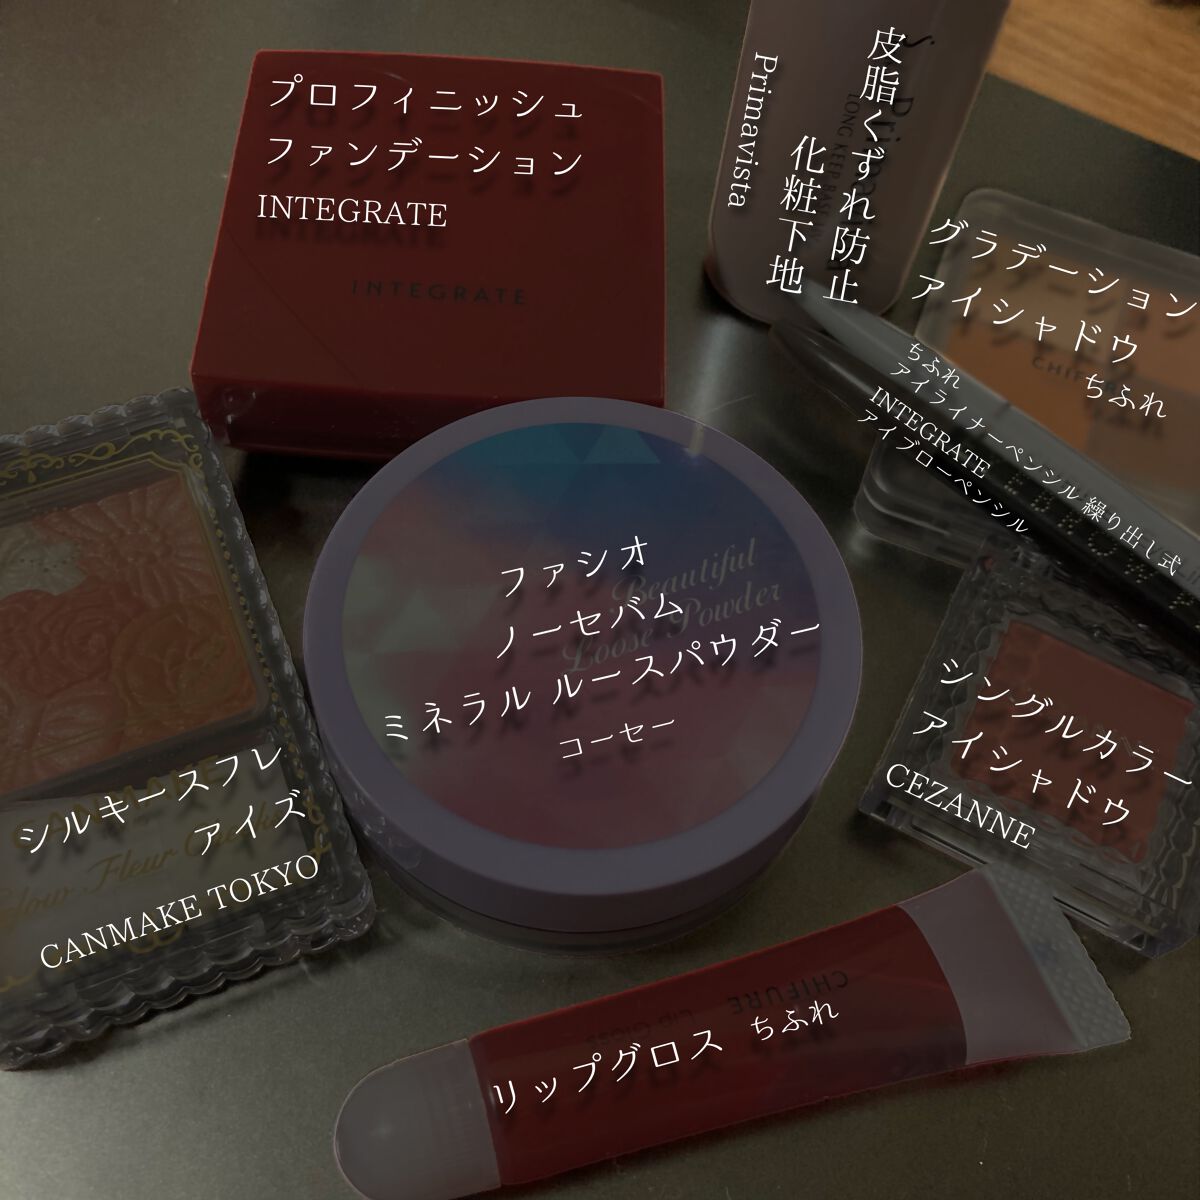 プロフィニッシュ
ファンデーション
INTEGRATE
INTEGRATE
皮脂くずれ防止
化粧下地
Primavista
グラデーション
アイシャドウ
ちふれ
CHIFURE
ちふれ
アイライナーペンシル 繰り出し式
INTEGRATE
アイブローペンシル
ファシオ
ノーセバム
ミネラル ルースパウダー
コーセー
Beautiful
Loose Powder
シングルカラー
アイシャドウ
CEZANNE
シルキースフレ
アイズ
CANMAKE TOKYO
CANMAKE
Glow Fleur Cheeks
CHIFURE
Lip Gloss
リップグロス ちふれ